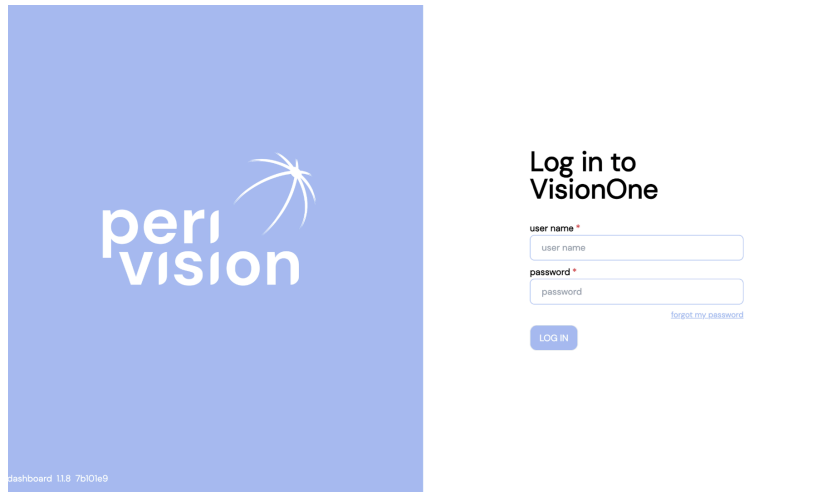 peri
vision
dashboard 1.1.8 7b101e9
Log in to
VisionOne
user name *
user name
password *
password
forgot my password
LOG IN